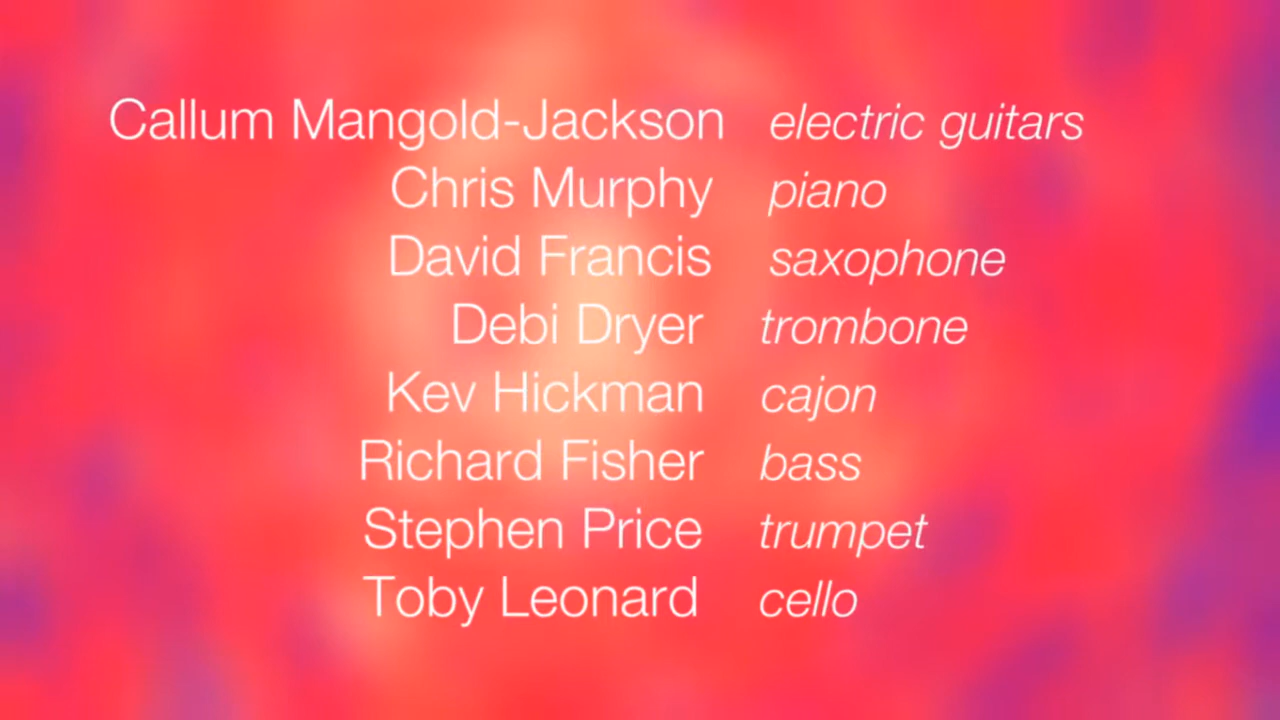 Callum Mangold-Jackson electric guitars
Chris Murphy piano
David Francis saxophone
Debi Dryer trombone
Kev Hickman cajon
Richard Fisher bass
Stephen Price trumpet
Toby Leonard cello